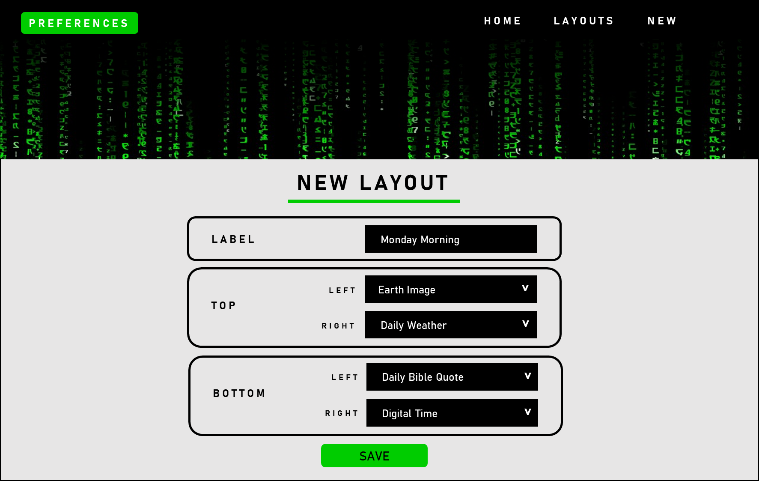 PREFERENCES
HOME LAYOUTS NEW
NEW LAYOUT
LABEL Monday Morning
TOP
LEFT Earth Image v
RIGHT Daily Weather v
BOTTOM
LEFT Daily Bible Quote v
RIGHT Digital Time v
SAVE